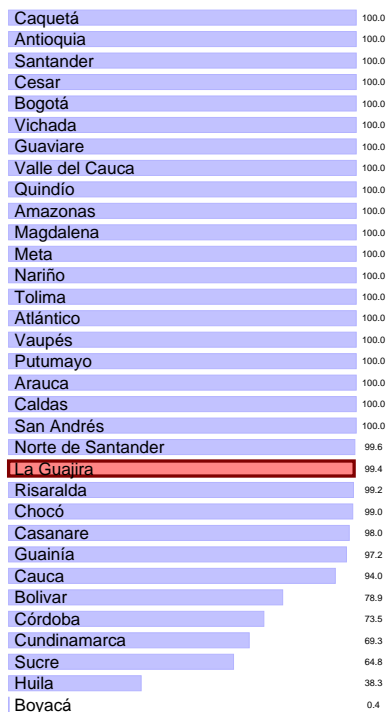 Caquetá 100.0
Antioquia 100.0
Santander 100.0
Cesar 100.0
Bogotá 100.0
Vichada 100.0
Guaviare 100.0
Valle del Cauca 100.0
Quindío 100.0
Amazonas 100.0
Magdalena 100.0
Meta 100.0
Nariño 100.0
Tolima 100.0
Atlántico 100.0
Vaupés 100.0
Putumayo 100.0
Arauca 100.0
Caldas 100.0
San Andrés 100.0
Norte de Santander 99.6
La Guajira 99.4
Risaralda 99.2
Chocó 99.0
Casanare 98.0
Guainía 97.2
Cauca 94.0
Bolivar 78.9
Córdoba 73.5
Cundinamarca 69.3
Sucre 64.8
Huila 38.3
Boyacá 0.4